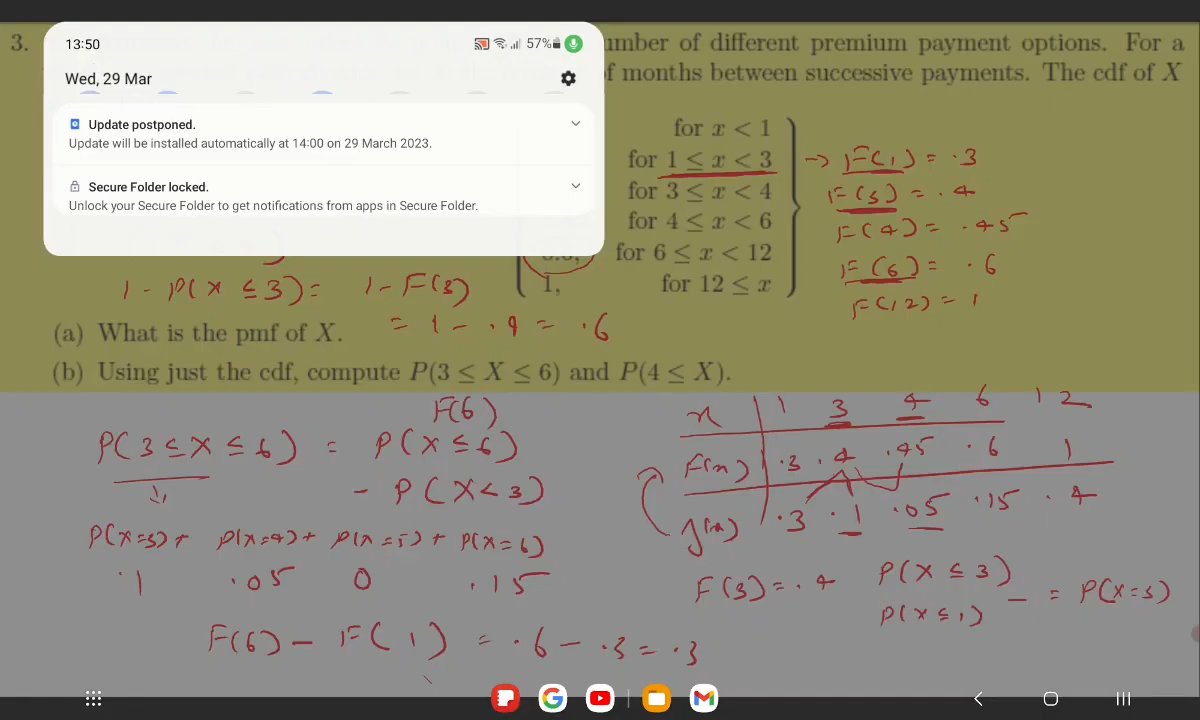 13:50 57%
Wed, 29 Mar
Update postponed.
Update will be installed automatically at 14:00 on 29 March 2023.
Secure Folder locked.
Unlock your Secure Folder to get notifications from apps in Secure Folder.
3. umber of different premium payment options. For a
f months between successive payments. The cdf of X
for x < 1
for 1 ≤ x < 3 → F(1) = .3
for 3 ≤ x < 4 F(3) = .4
for 4 ≤ x < 6 F(4) = .45
for 6 ≤ x < 12 F(6) = .6
1, for 12 ≤ x F(12) = 1
1 - P(X ≤ 3) = 1 - F(3)
= 1 - .4 = .6
(a) What is the pmf of X.
(b) Using just the cdf, compute P(3 ≤ X ≤ 6) and P(4 ≤ X).
F(6)
P(3 ≤ X ≤ 6) = P(X ≤ 6)
- P(X < 3)
P(X=3) + P(X=4) + P(X=5) + P(X=6)
.1 .05 0 .15
F(6) - F(1) = .6 - .3 = .3
x 1 3 4 6 12
F(x) .3 .4 .45 .6 1
f(x) .3 .1 .05 .15 .4
F(3) = .4 P(X ≤ 3) - = P(X=3)
P(X ≤ 1)